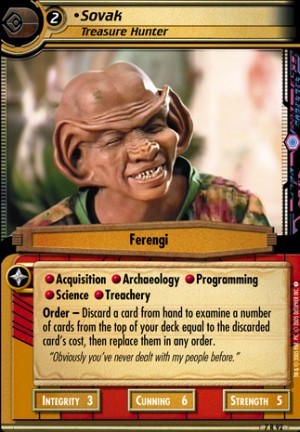 2 •Sovak
Treasure Hunter
Ferengi
Acquisition Archaeology Programming
Science Treachery
Order – Discard a card from hand to examine a
number of cards from the top of your deck equal to the discarded
card's cost, then replace them in any order.
"Obviously you've never dealt with my people before."
INTEGRITY 3 CUNNING 6 STRENGTH 5
7 R 92